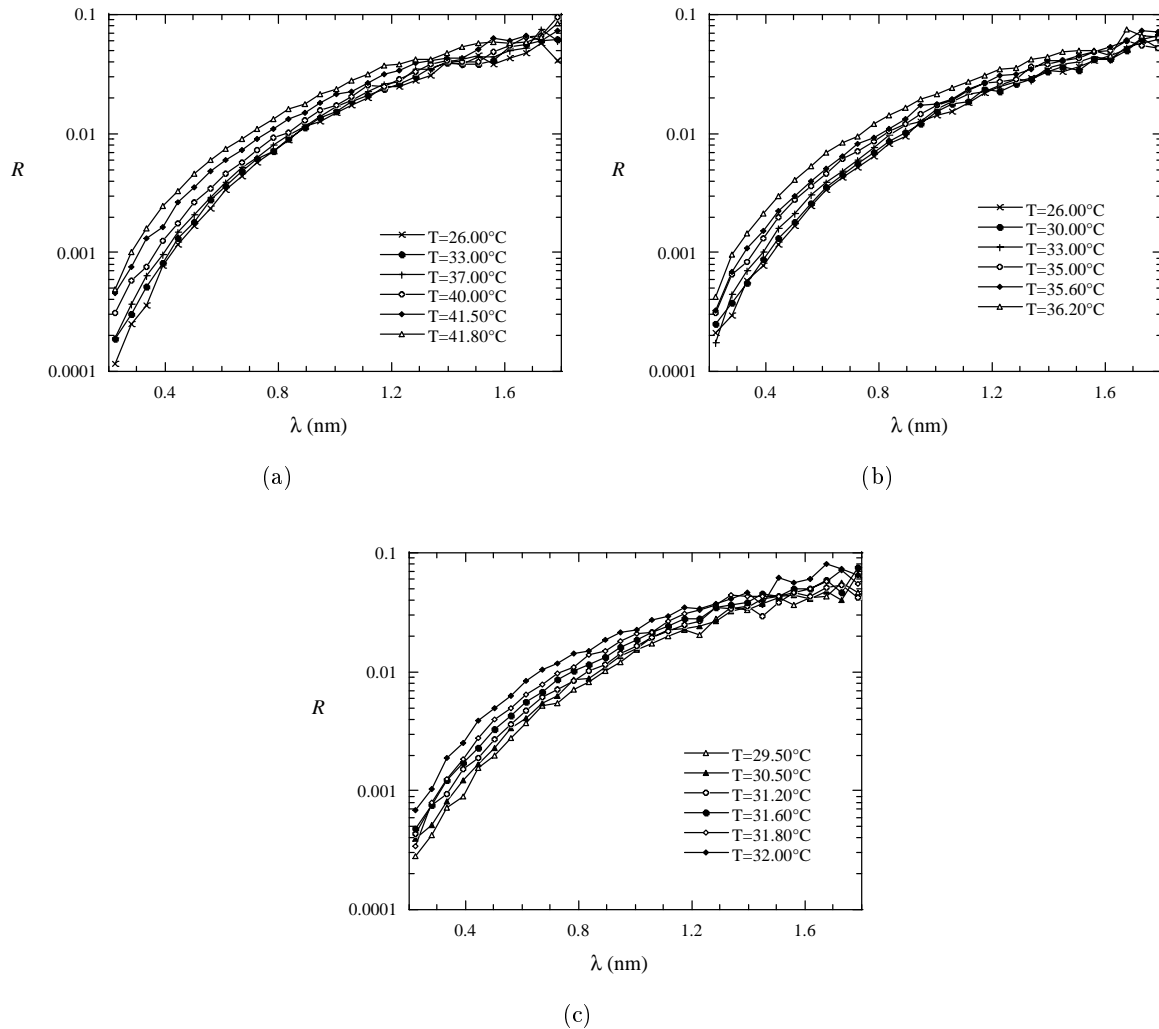 0.1
0.01
R
0.001
0.0001
T=26.00°C
T=33.00°C
T=37.00°C
T=40.00°C
T=41.50°C
T=41.80°C
0.4 0.8 1.2 1.6
λ (nm)
(a)
0.1
0.01
R
0.001
0.0001
T=26.00°C
T=30.00°C
T=33.00°C
T=35.00°C
T=35.60°C
T=36.20°C
0.4 0.8 1.2 1.6
λ (nm)
(b)
0.1
0.01
R
0.001
0.0001
T=29.50°C
T=30.50°C
T=31.20°C
T=31.60°C
T=31.80°C
T=32.00°C
0.4 0.8 1.2 1.6
λ (nm)
(c)